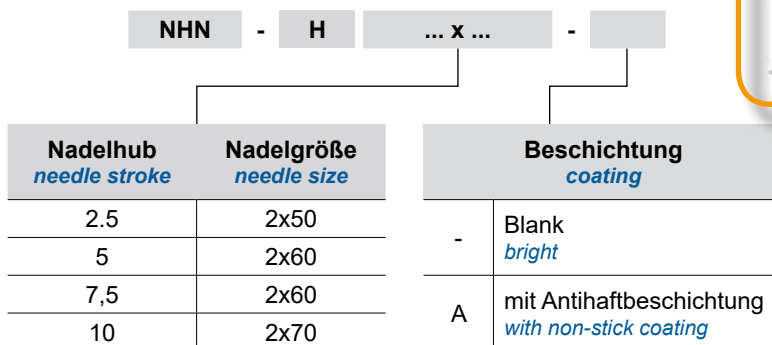 NHN - H ... x ... -
Nadelhub Nadelgröße
needle stroke needle size
2.5 2x50
5 2x60
7,5 2x60
10 2x70
Beschichtung
coating
- Blank
bright
A mit Antihaftbeschichtung
with non-stick coating